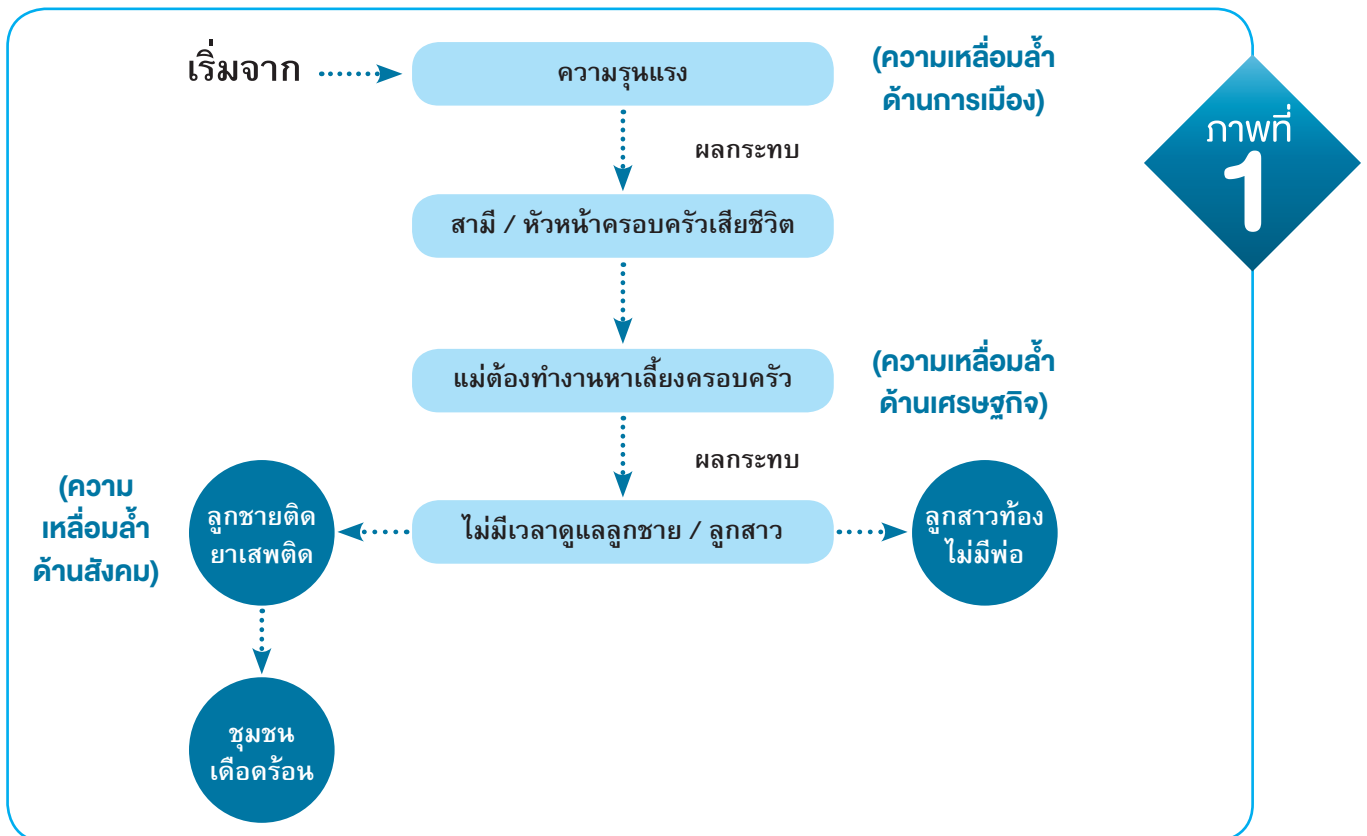 เริ่มจาก
ความรุนแรง
(ความเหลื่อมล้ำ
ด้านการเมือง)
ภาพที่
1
ผลกระทบ
สามี / หัวหน้าครอบครัวเสียชีวิต
แม่ต้องทำงานหาเลี้ยงครอบครัว
(ความเหลื่อมล้ำ
ด้านเศรษฐกิจ)
ผลกระทบ
(ความ
เหลื่อมล้ำ
ด้านสังคม)
ลูกชายติด
ยาเสพติด
ไม่มีเวลาดูแลลูกชาย / ลูกสาว
ลูกสาวท้อง
ไม่มีพ่อ
ชุมชน
เดือดร้อน